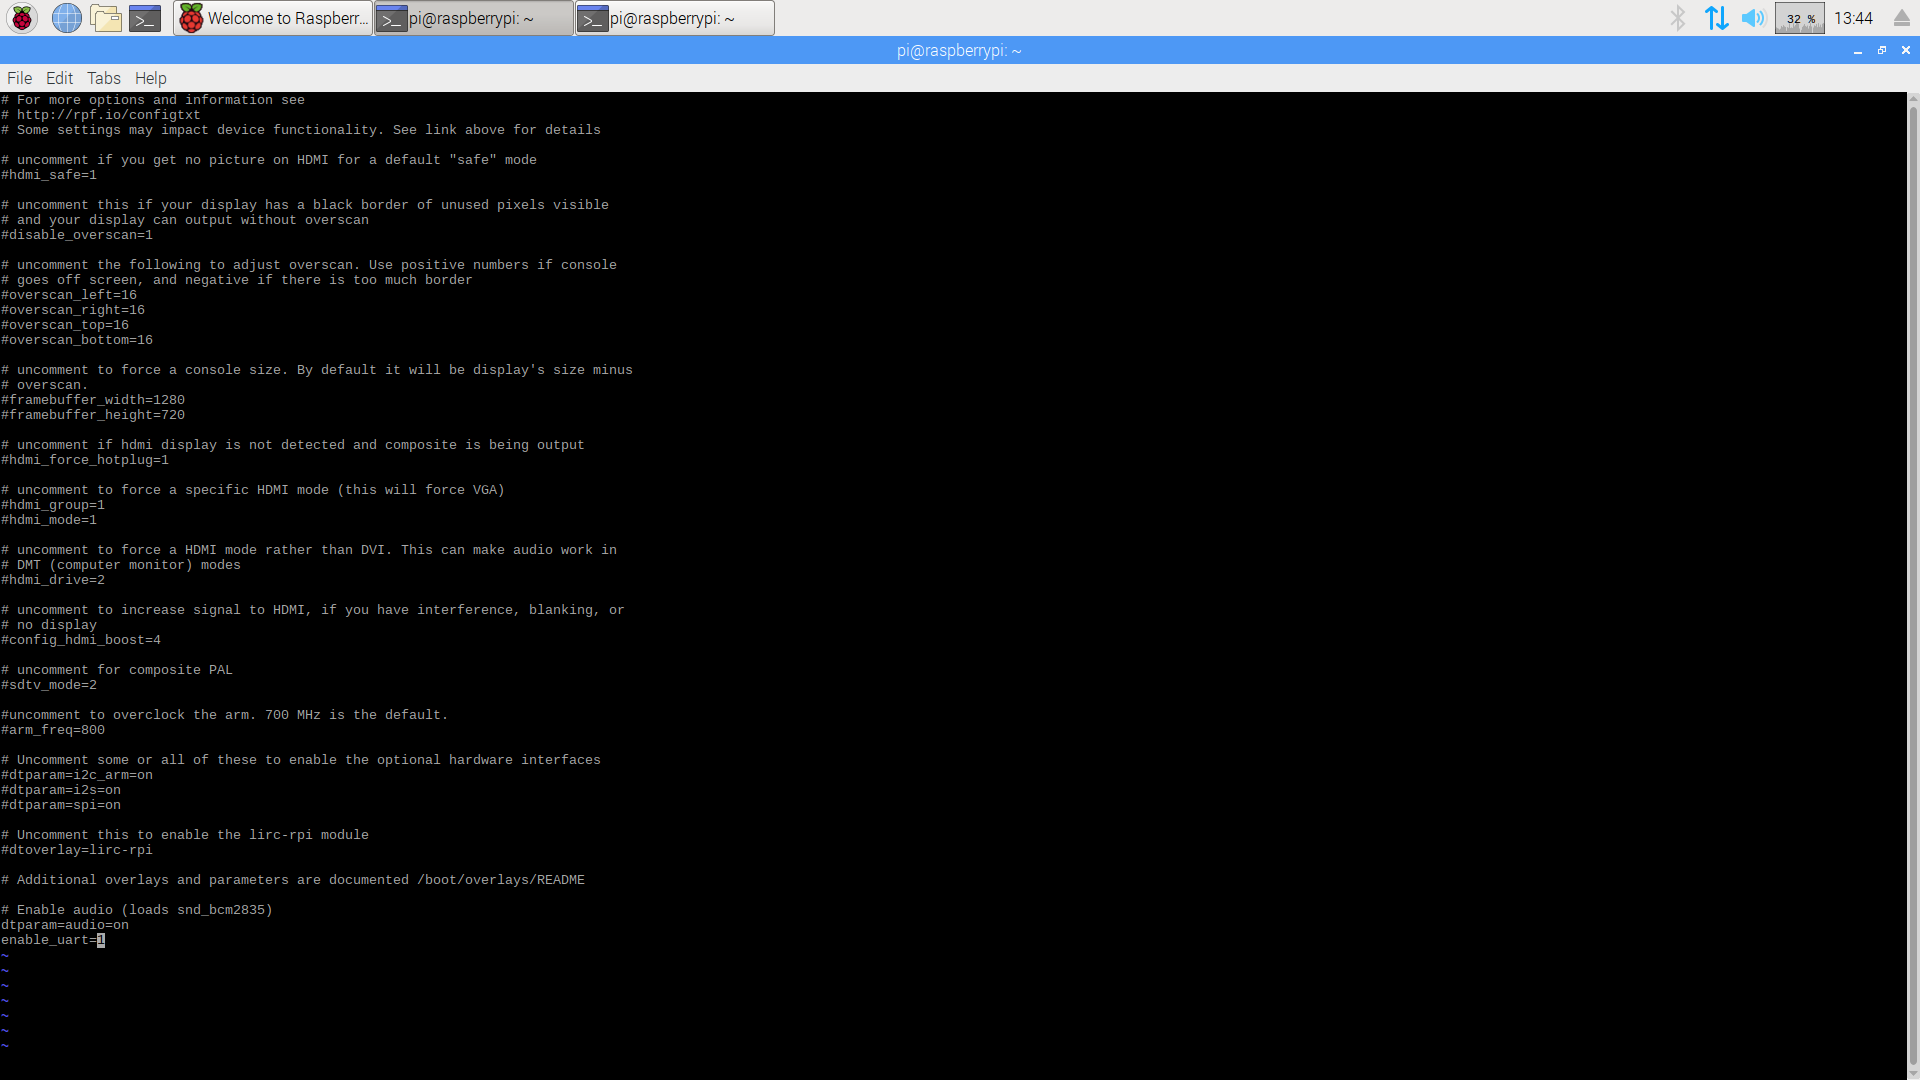 Welcome to Raspberr...
pi@raspberrypi: ~
pi@raspberrypi: ~
32 %
13:44
pi@raspberrypi: ~
File Edit Tabs Help
# For more options and information see
# http://rpf.io/configtxt
# Some settings may impact device functionality. See link above for details
# uncomment if you get no picture on HDMI for a default "safe" mode
#hdmi_safe=1
# uncomment this if your display has a black border of unused pixels visible
# and your display can output without overscan
#disable_overscan=1
# uncomment the following to adjust overscan. Use positive numbers if console
# goes off screen, and negative if there is too much border
#overscan_left=16
#overscan_right=16
#overscan_top=16
#overscan_bottom=16
# uncomment to force a console size. By default it will be display's size minus
# overscan.
#framebuffer_width=1280
#framebuffer_height=720
# uncomment if hdmi display is not detected and composite is being output
#hdmi_force_hotplug=1
# uncomment to force a specific HDMI mode (this will force VGA)
#hdmi_group=1
#hdmi_mode=1
# uncomment to force a HDMI mode rather than DVI. This can make audio work in
# DMT (computer monitor) modes
#hdmi_drive=2
# uncomment to increase signal to HDMI, if you have interference, blanking, or
# no display
#config_hdmi_boost=4
# uncomment for composite PAL
#sdtv_mode=2
#uncomment to overclock the arm. 700 MHz is the default.
#arm_freq=800
# Uncomment some or all of these to enable the optional hardware interfaces
#dtparam=i2c_arm=on
#dtparam=i2s=on
#dtparam=spi=on
# Uncomment this to enable the lirc-rpi module
#dtoverlay=lirc-rpi
# Additional overlays and parameters are documented /boot/overlays/README
# Enable audio (loads snd_bcm2835)
dtparam=audio=on
enable_uart=1
~
~
~
~
~
~
~